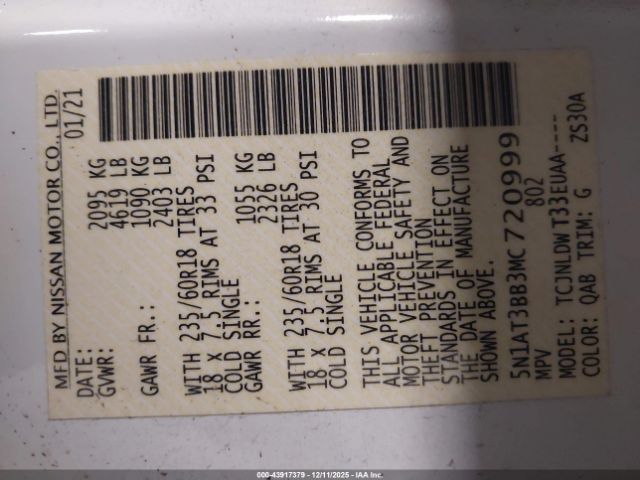 MFD BY NISSAN MOTOR CO., LTD.
DATE: 01/21
GVWR: 2095 KG
4619 LB
GAWR FR.: 1090 KG
2403 LB
WITH 235/60R18 TIRES
18 X 7.5 RIMS AT 33 PSI
COLD SINGLE
GAWR RR.: 1055 KG
2326 LB
WITH 235/60R18 TIRES
18 X 7.5 RIMS AT 30 PSI
COLD SINGLE
THIS VEHICLE CONFORMS TO
ALL APPLICABLE FEDERAL
MOTOR VEHICLE SAFETY AND
THEFT PREVENTION
STANDARDS IN EFFECT ON
THE DATE OF MANUFACTURE
SHOWN ABOVE.
5N1AT3BB3MC720999
MPV 802
MODEL: TCJNLDWT33EUAA----
COLOR: QAB TRIM: G ZS30A
000-43917379 - 12/11/2025 - IAA Inc.